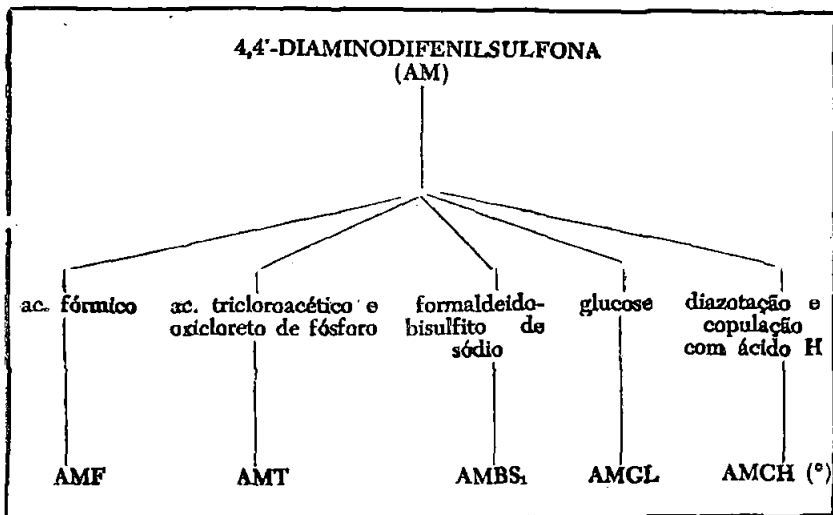 4,4'-DIAMINODIFENILSULFONA
(AM)
ac. fórmico
ac. tricloroacético e
oxicloreto de fósforo
formaldeido-
bisulfito de
sódio
glucose
diazotação e
copulação
com ácido H
AMF
AMT
AMBS₁
AMGL
AMCH (°)